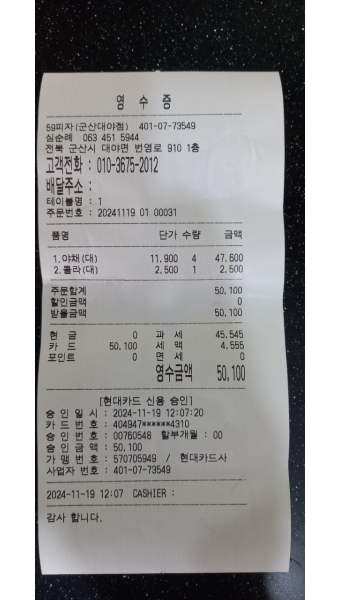 영 수 증
59피자(군산대야점) 401-07-73549
심순례 063 451 5944
전북 군산시 대야면 번영로 910 1층
고객전화 : 010-3675-2012
배달주소 :
테이블명 : 1
주문번호 : 20241119 01 00031
품명 단가 수량 금액
1.야채(대) 11,900 4 47,600
2.콜라(대) 2,500 1 2,500
주문합계 50,100
할인금액 0
받을금액 50,100
현 금 0 과 세 45,545
카 드 50,100 세 액 4,555
포인트 0 면 세 0
영수금액 50,100
[현대카드 신용 승인]
승 인 일 시 : 2024-11-19 12:07:20
카 드 번 호 : 404947******4310
승 인 번 호 : 00760548 할부개월 : 00
승 인 금 액 : 50,100
가 맹 번 호 : 570705949 / 현대카드사
사업자 번호 : 401-07-73549
2024-11-19 12:07 CASHIER :
감사 합니다.